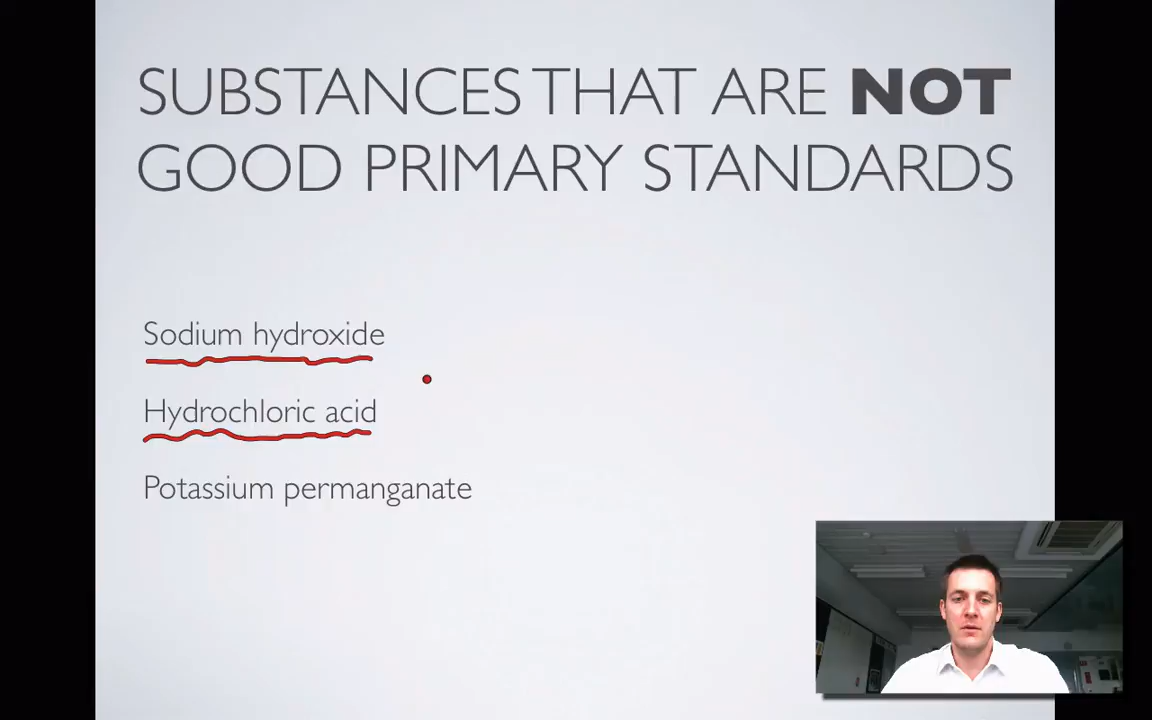 SUBSTANCES THAT ARE NOT
GOOD PRIMARY STANDARDS
Sodium hydroxide
Hydrochloric acid
Potassium permanganate